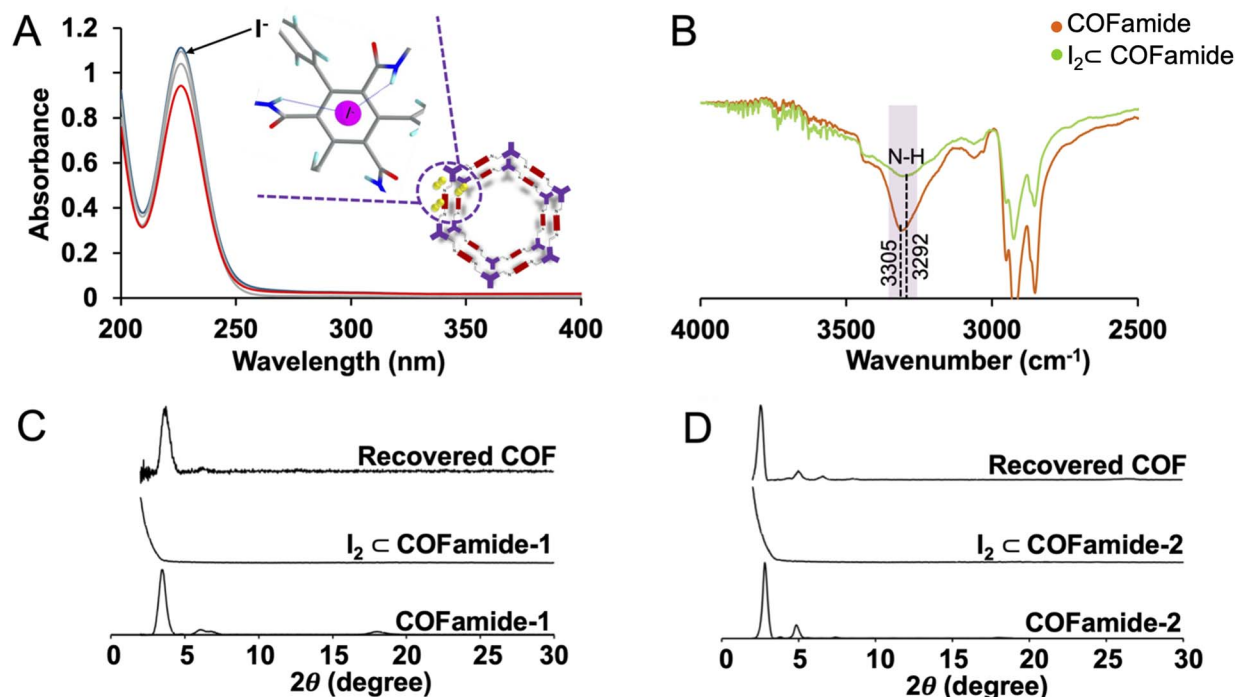 A
1.2
1
0.8
0.6
0.4
0.2
0
200
250
300
350
400
Absorbance
Wavelength (nm)
I⁻
I⁻
B
COFamide
I₂⊂ COFamide
N-H
3305
3292
4000
3500
3000
2500
Wavenumber (cm⁻¹)
C
Recovered COF
I₂ ⊂ COFamide-1
COFamide-1
0
5
10
15
20
25
30
2θ (degree)
D
Recovered COF
I₂ ⊂ COFamide-2
COFamide-2
0
5
10
15
20
25
30
2θ (degree)